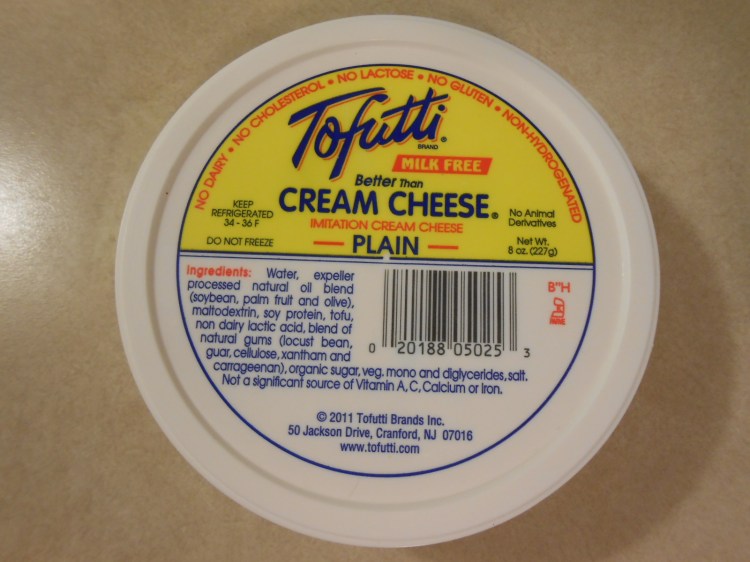 NO DAIRY • NO CHOLESTEROL • NO LACTOSE • NO GLUTEN • NON-HYDROGENATED
Tofutti®
BRAND
MILK FREE
Better Than
CREAM CHEESE®
IMITATION CREAM CHEESE
PLAIN
KEEP
REFRIGERATED
34 - 36 F
DO NOT FREEZE
No Animal
Derivatives
Net Wt.
8 oz. (227g)
Ingredients: Water, expeller
processed natural oil blend
(soybean, palm fruit and olive),
maltodextrin, soy protein, tofu,
non dairy lactic acid, blend of
natural gums (locust bean,
guar, cellulose, xantham and
carrageenan), organic sugar, veg. mono and diglycerides, salt.
Not a significant source of Vitamin A, C, Calcium or Iron.
0 20188 05025 3
B"H
© 2011 Tofutti Brands Inc.
50 Jackson Drive, Cranford, NJ 07016
www.tofutti.com